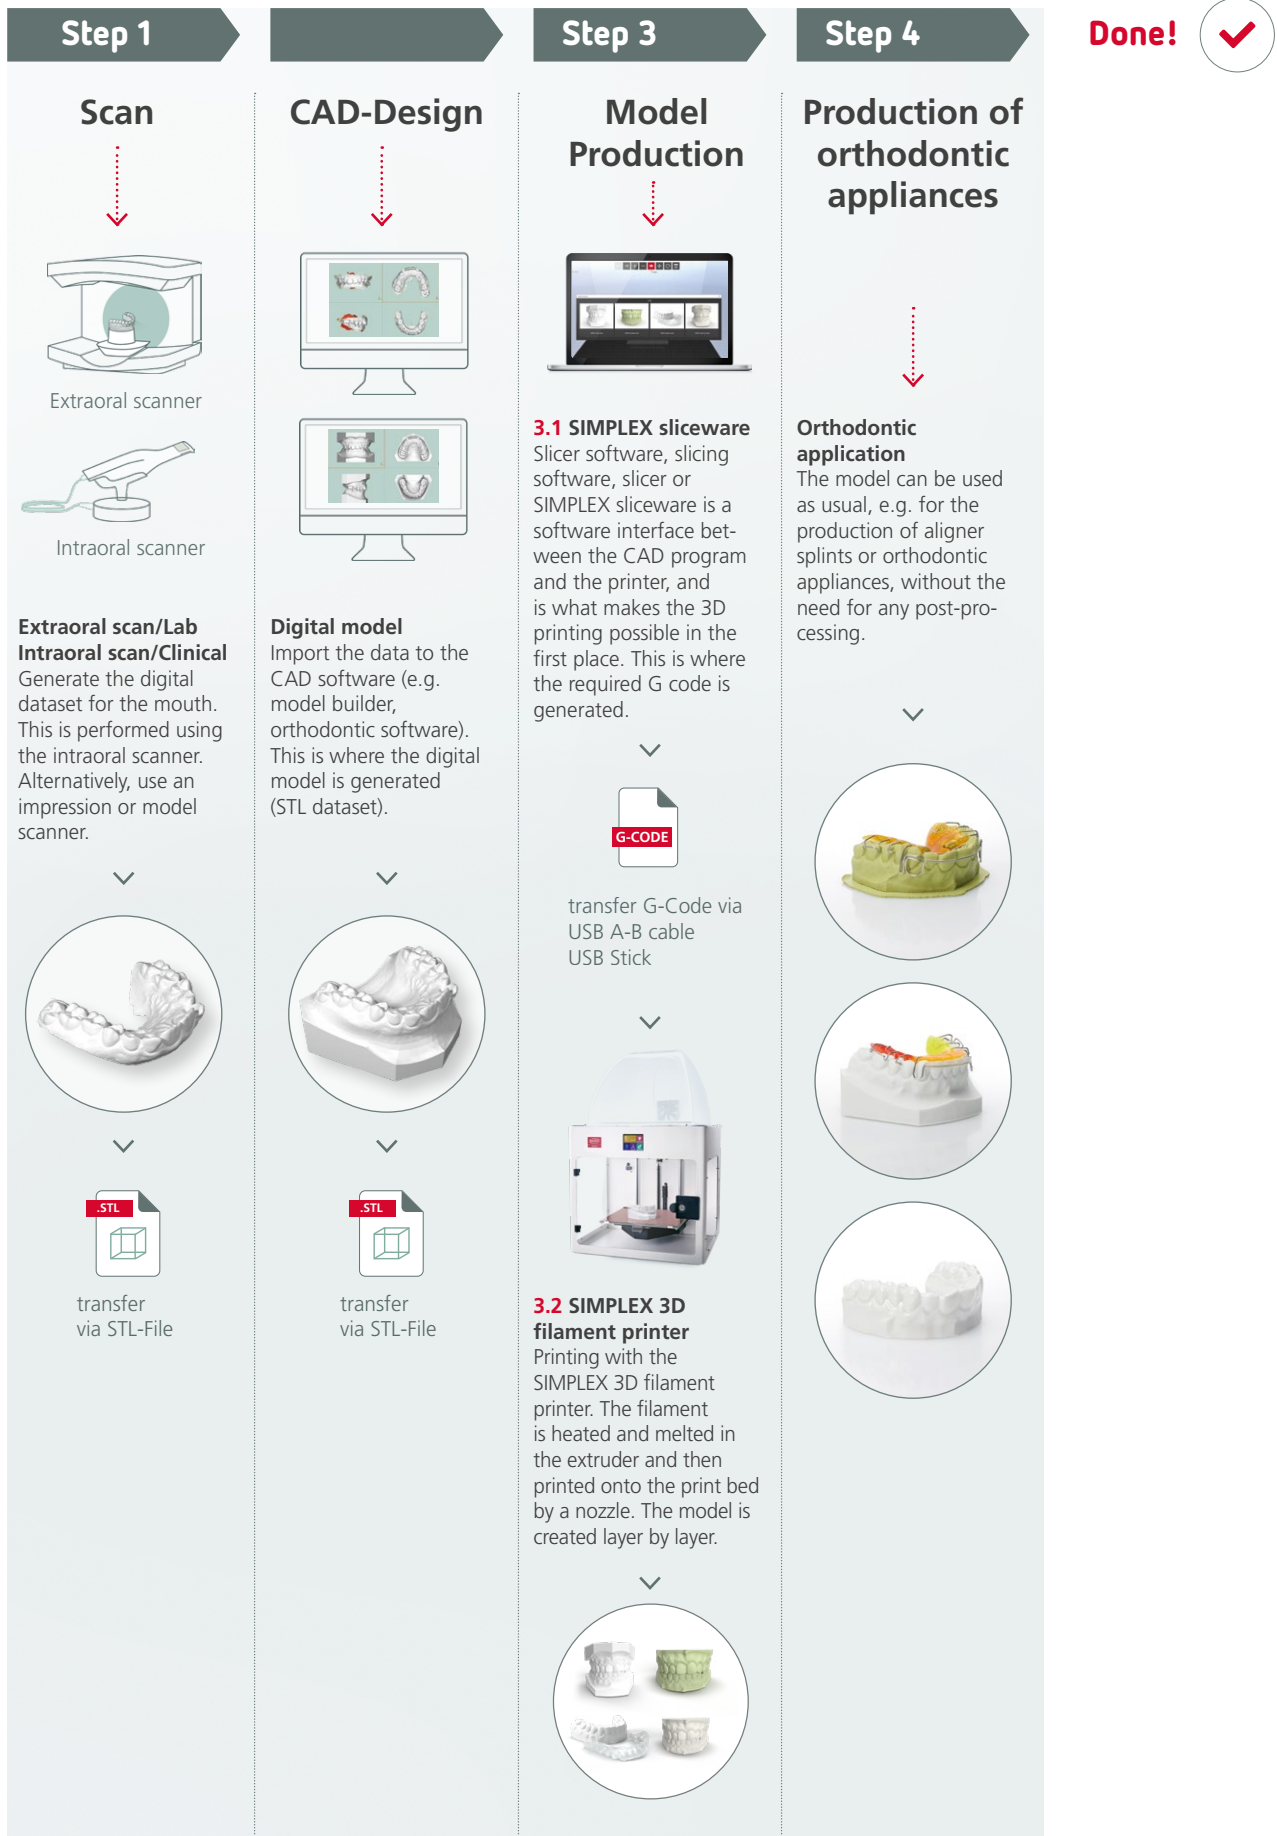 Step 1
Scan
Extraoral scanner
Intraoral scanner
Extraoral scan/Lab
Intraoral scan/Clinical
Generate the digital
dataset for the mouth.
This is performed using
the intraoral scanner.
Alternatively, use an
impression or model
scanner.
.STL
transfer
via STL-File
CAD-Design
Digital model
Import the data to the
CAD software (e.g.
model builder,
orthodontic software).
This is where the digital
model is generated
(STL dataset).
.STL
transfer
via STL-File
Step 3
Model
Production
3.1 SIMPLEX sliceware
Slicer software, slicing
software, slicer or
SIMPLEX sliceware is a
software interface bet-
ween the CAD program
and the printer, and
is what makes the 3D
printing possible in the
first place. This is where
the required G code is
generated.
G-CODE
transfer G-Code via
USB A-B cable
USB Stick
3.2 SIMPLEX 3D
filament printer
Printing with the
SIMPLEX 3D filament
printer. The filament
is heated and melted in
the extruder and then
printed onto the print bed
by a nozzle. The model is
created layer by layer.
Step 4
Production of
orthodontic
appliances
Orthodontic
application
The model can be used
as usual, e.g. for the
production of aligner
splints or orthodontic
appliances, without the
need for any post-pro-
cessing.
Done!